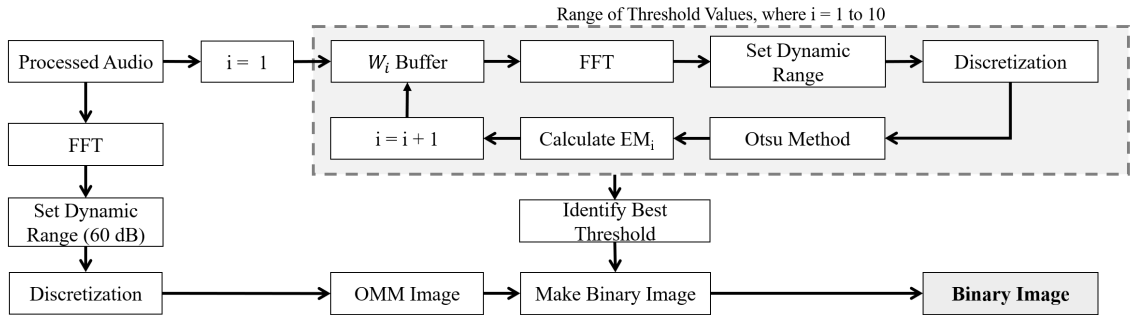 Range of Threshold Values, where i = 1 to 10
Processed Audio
i = 1
W_i Buffer
FFT
Set Dynamic
Range
Discretization
FFT
i = i + 1
Calculate EM_i
Otsu Method
Set Dynamic
Range (60 dB)
Identify Best
Threshold
Discretization
OMM Image
Make Binary Image
Binary Image